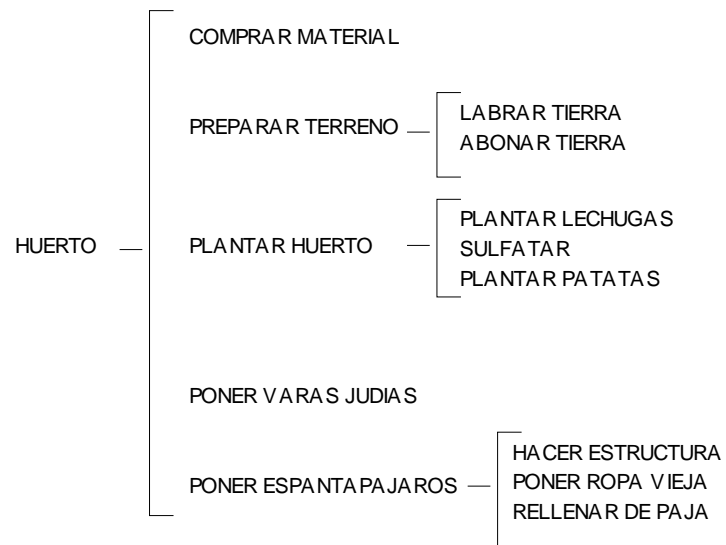 COMPRAR MATERIAL
PREPARAR TERRENO
LABRAR TIERRA
ABONAR TIERRA
HUERTO
PLANTAR HUERTO
PLANTAR LECHUGAS
SULFATAR
PLANTAR PATATAS
PONER VARAS JUDIAS
PONER ESPANTAPAJAROS
HACER ESTRUCTURA
PONER ROPA VIEJA
RELLENAR DE PAJA